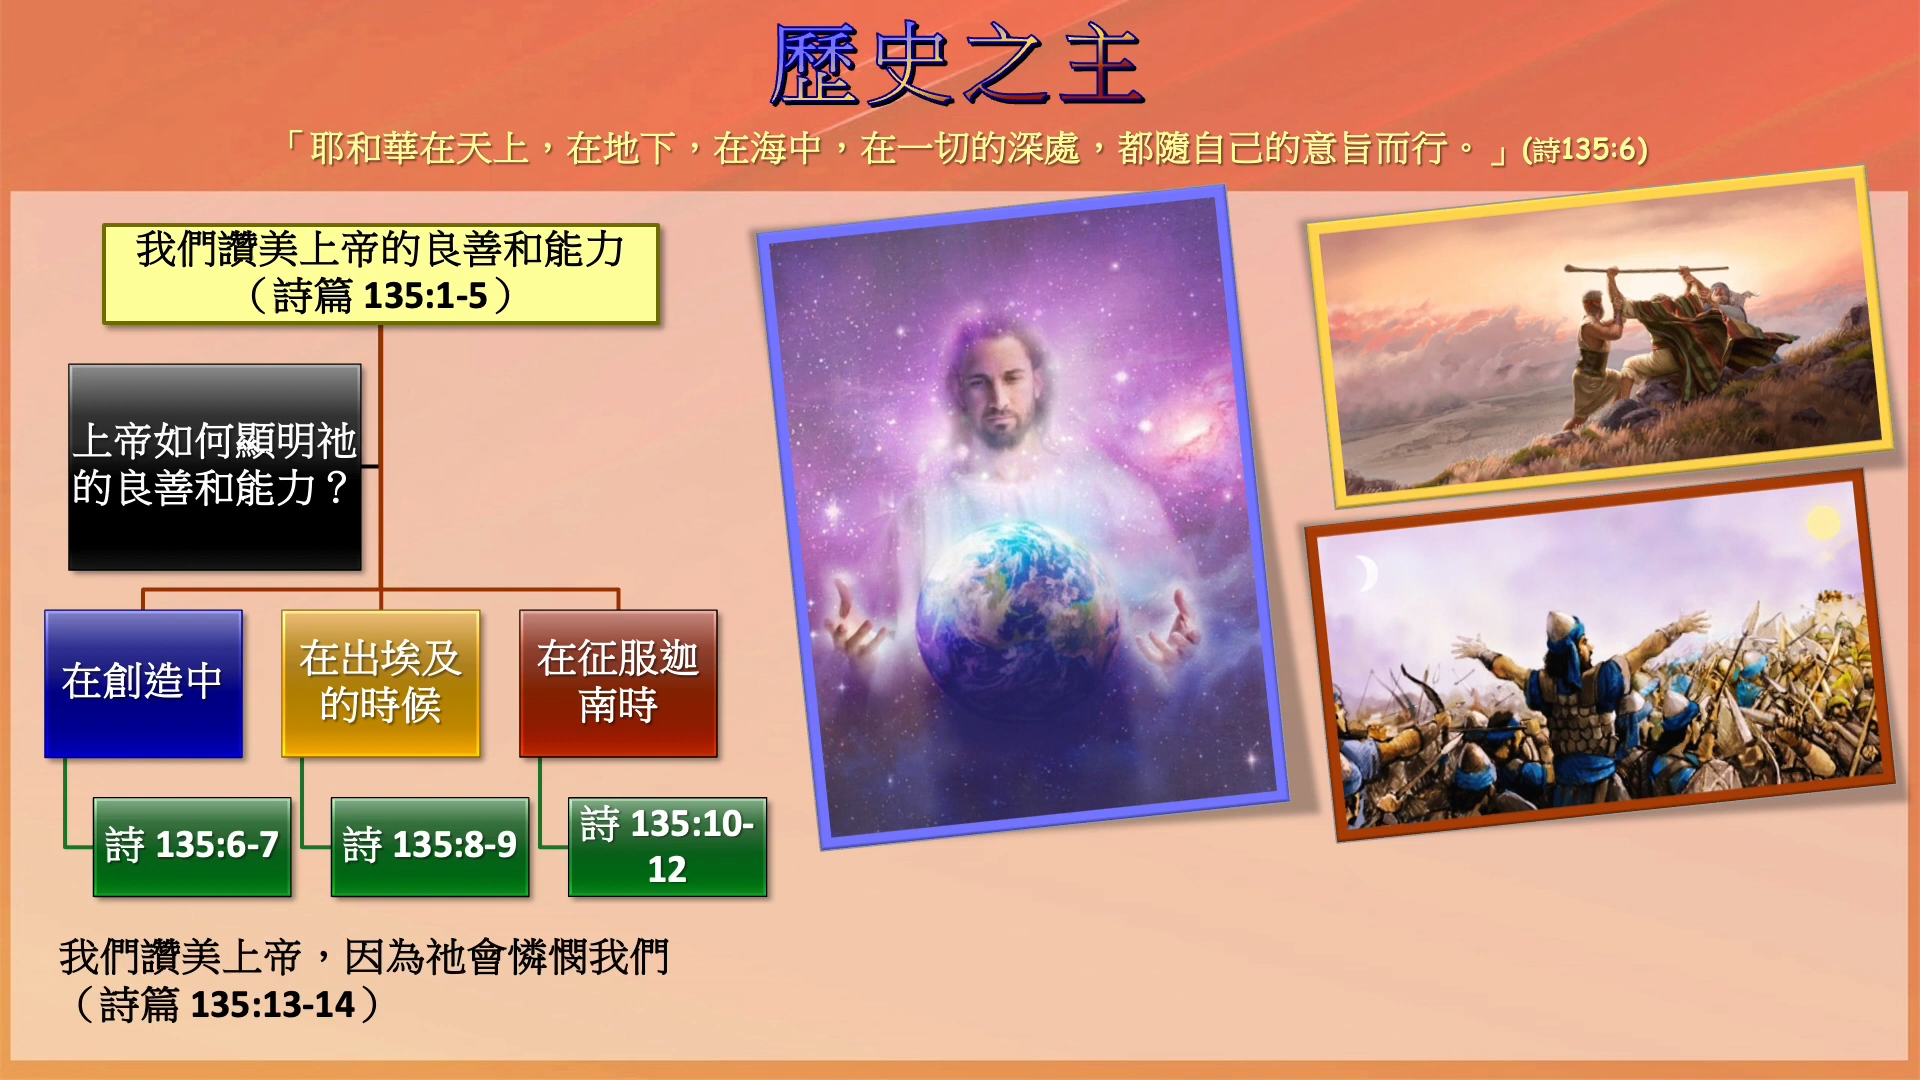 歷史之主
「耶和華在天上，在地下，在海中，在一切的深處，都隨自己的意旨而行。」(詩135:6)
我們讚美上帝的良善和能力
（詩篇 135:1-5）
上帝如何顯明祂
的良善和能力？
在創造中
在出埃及
的時候
在征服迦
南時
詩 135:6-7
詩 135:8-9
詩 135:10-
12
我們讚美上帝，因為祂會憐憫我們
（詩篇 135:13-14）